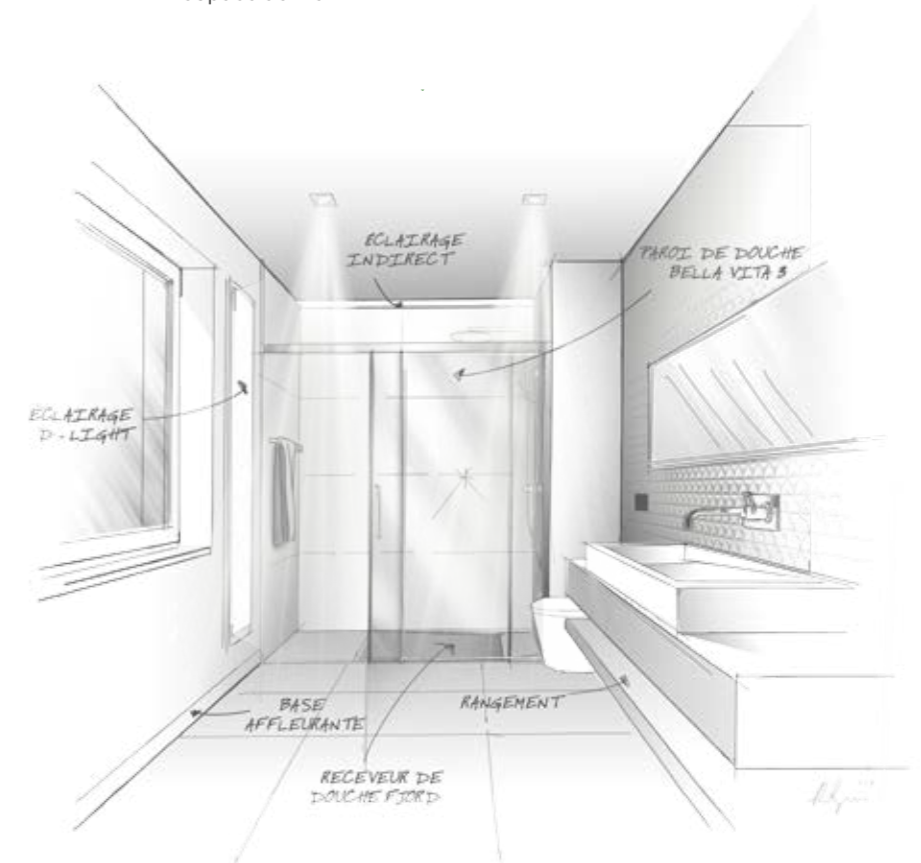 ECLAIRAGE
INDIRECT
PAROI DE DOUCHE
BELLA VITA 3
ECLAIRAGE
D-LIGHT
BASE
AFFLEURANTE
RANGEMENT
RECEVEUR DE
DOUCHE FJORD